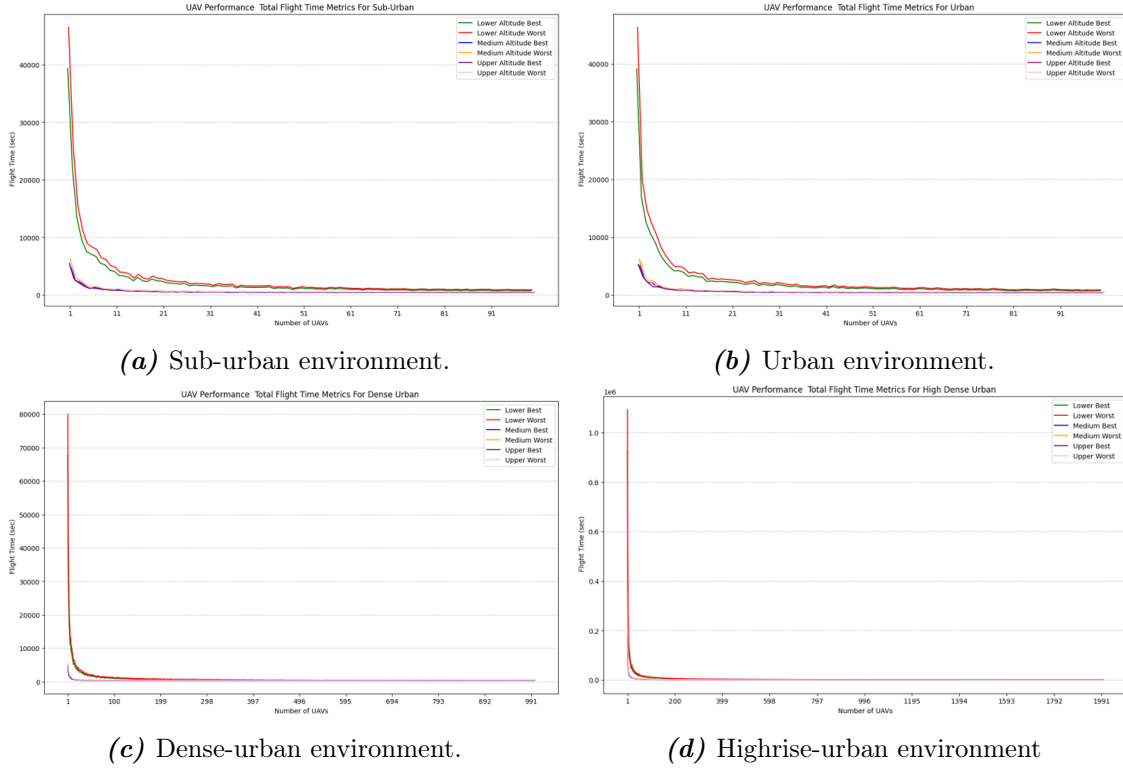 UAV Performance  Total Flight Time Metrics For Sub-Urban
Lower Altitude Best
Lower Altitude Worst
Medium Altitude Best
Medium Altitude Worst
Upper Altitude Best
Upper Altitude Worst
40000
30000
20000
10000
0
Flight Time (sec)
1 11 21 31 41 51 61 71 81 91
Number of UAVs
(a) Sub-urban environment.
UAV Performance  Total Flight Time Metrics For Urban
Lower Altitude Best
Lower Altitude Worst
Medium Altitude Best
Medium Altitude Worst
Upper Altitude Best
Upper Altitude Worst
40000
30000
20000
10000
0
Flight Time (sec)
1 11 21 31 41 51 61 71 81 91
Number of UAVs
(b) Urban environment.
UAV Performance  Total Flight Time Metrics For Dense Urban
Lower Best
Lower Worst
Medium Best
Medium Worst
Upper Best
Upper Worst
80000
70000
60000
50000
40000
30000
20000
10000
0
Flight Time (sec)
1 100 199 298 397 496 595 694 793 892 991
Number of UAVs
(c) Dense-urban environment.
UAV Performance  Total Flight Time Metrics For High Dense Urban
1e6
Lower Best
Lower Worst
Medium Best
Medium Worst
Upper Best
Upper Worst
1.0
0.8
0.6
0.4
0.2
0.0
Flight Time (sec)
1 200 399 598 797 996 1195 1394 1593 1792 1991
Number of UAVs
(d) Highrise-urban environment